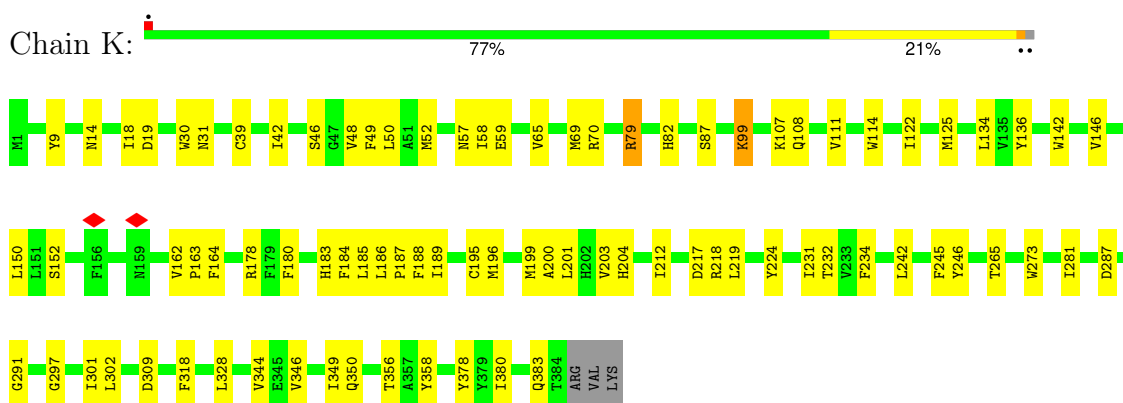 Chain K:
77% 21%
M1 Y9 N14 I18 D19 W30 N31 C39 I42 S46 G47 V48 F49 L50 A51 M52 N57 I58 E59 V65 M69 R70 R79 H82 S87 K99 K107 Q108 V111 W114 I122 M125 L134 V135 Y136 W142 V146
L150 L151 S152 F156 N159 V162 P163 F164 R178 F179 F180 H183 F184 L185 L186 P187 F188 I189 C195 M196 M199 A200 L201 H202 V203 H204 I212 D217 R218 L219 Y224 I231 T232 V233 F234 L242 F245 Y246 T265 W273 I281 D287
G291 G297 I301 L302 D309 F318 L328 V344 E345 V346 I349 Q350 T356 A357 Y358 Y378 Y379 I380 Q383 T384 ARG VAL LYS